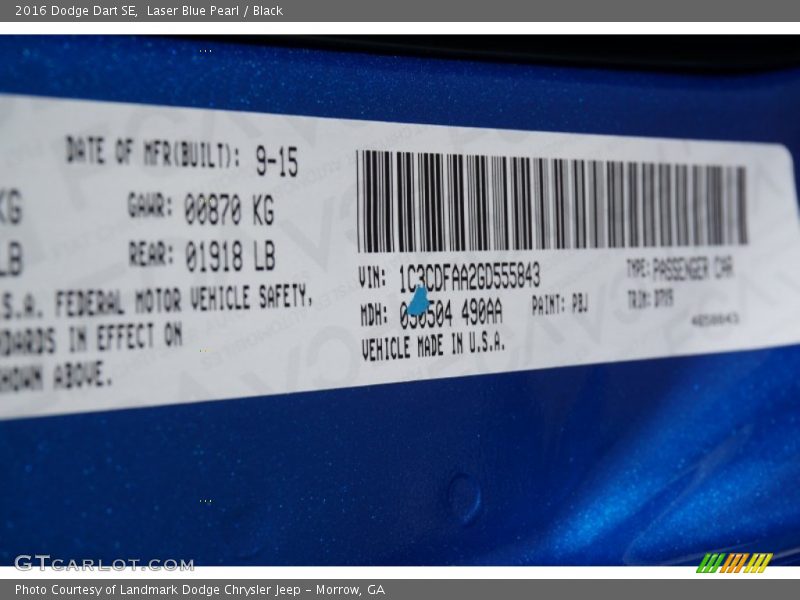 2016 Dodge Dart SE, Laser Blue Pearl / Black
DATE OF MFR(BUILT): 9-15
KG GAWR: 00870 KG
LB REAR: 01918 LB
S.A. FEDERAL MOTOR VEHICLE SAFETY,
DARDS IN EFFECT ON
HOWN ABOVE.
VIN: 1C3CDFAA2GD555843
TYPE: PASSENGER CAR
MDH: 490AA
PAINT: PBJ
TRIM:
VEHICLE MADE IN U.S.A.
GTcarlot.com
Photo Courtesy of Landmark Dodge Chrysler Jeep – Morrow, GA